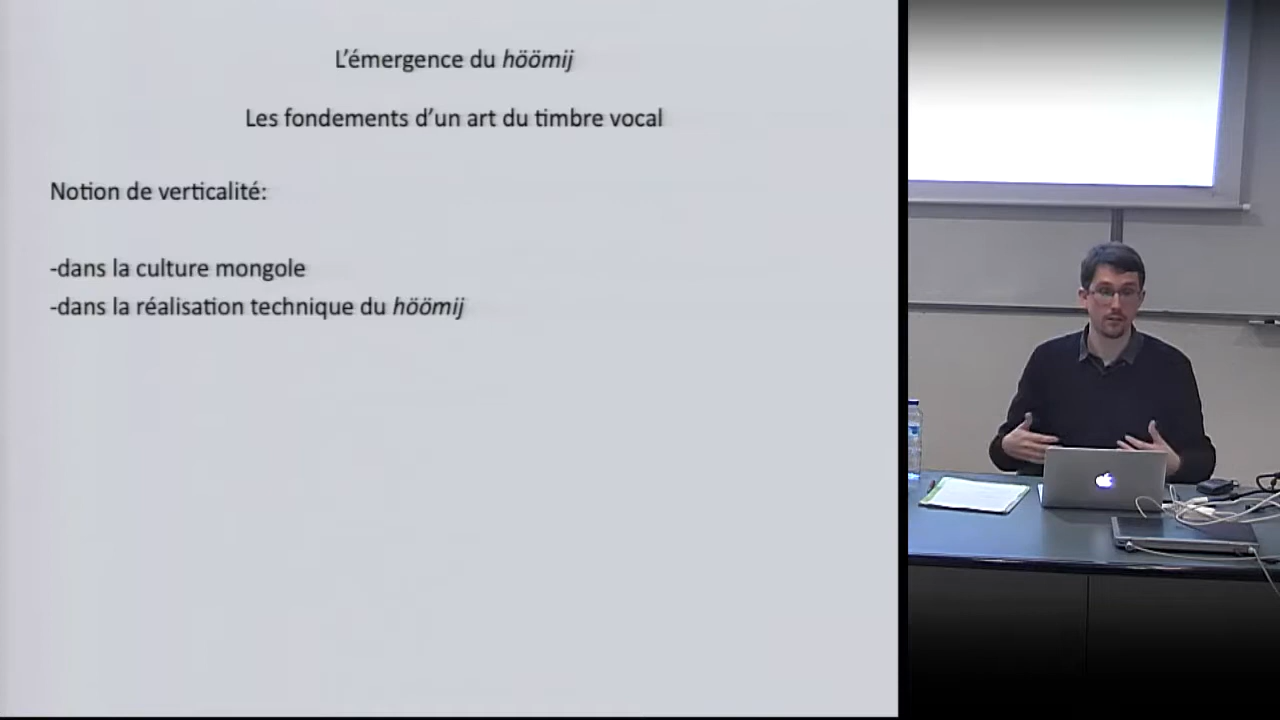 L’émergence du höömij
Les fondements d’un art du timbre vocal
Notion de verticalité:
-dans la culture mongole
-dans la réalisation technique du höömij